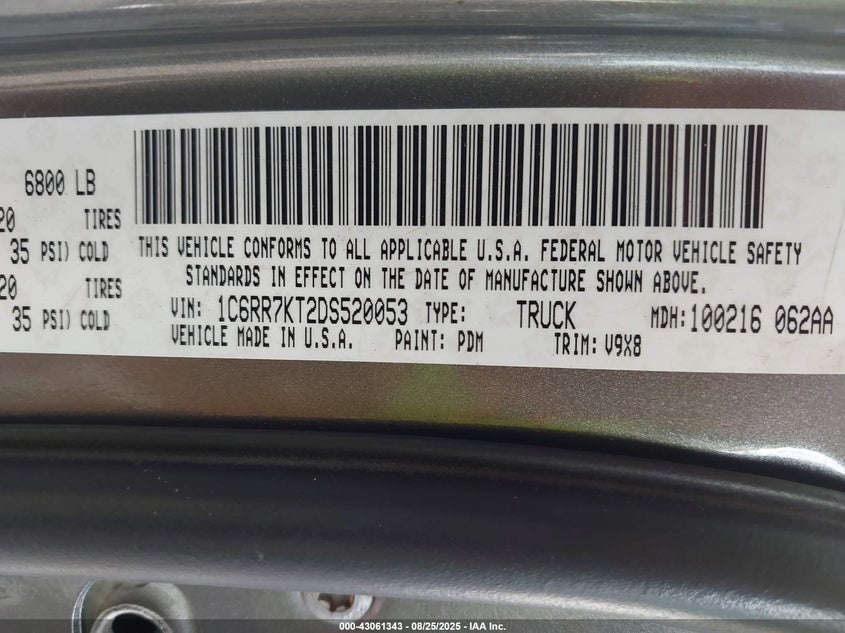 6800 LB
20 TIRES
35 PSI) COLD
20 TIRES
35 PSI) COLD
THIS VEHICLE CONFORMS TO ALL APPLICABLE U.S.A. FEDERAL MOTOR VEHICLE SAFETY
STANDARDS IN EFFECT ON THE DATE OF MANUFACTURE SHOWN ABOVE.
VIN: 1C6RR7KT2DS520053 TYPE: TRUCK MDH:100216 062AA
VEHICLE MADE IN U.S.A. PAINT: PDM TRIM: V9X8
000-43061343 - 08/25/2025 - IAA Inc.